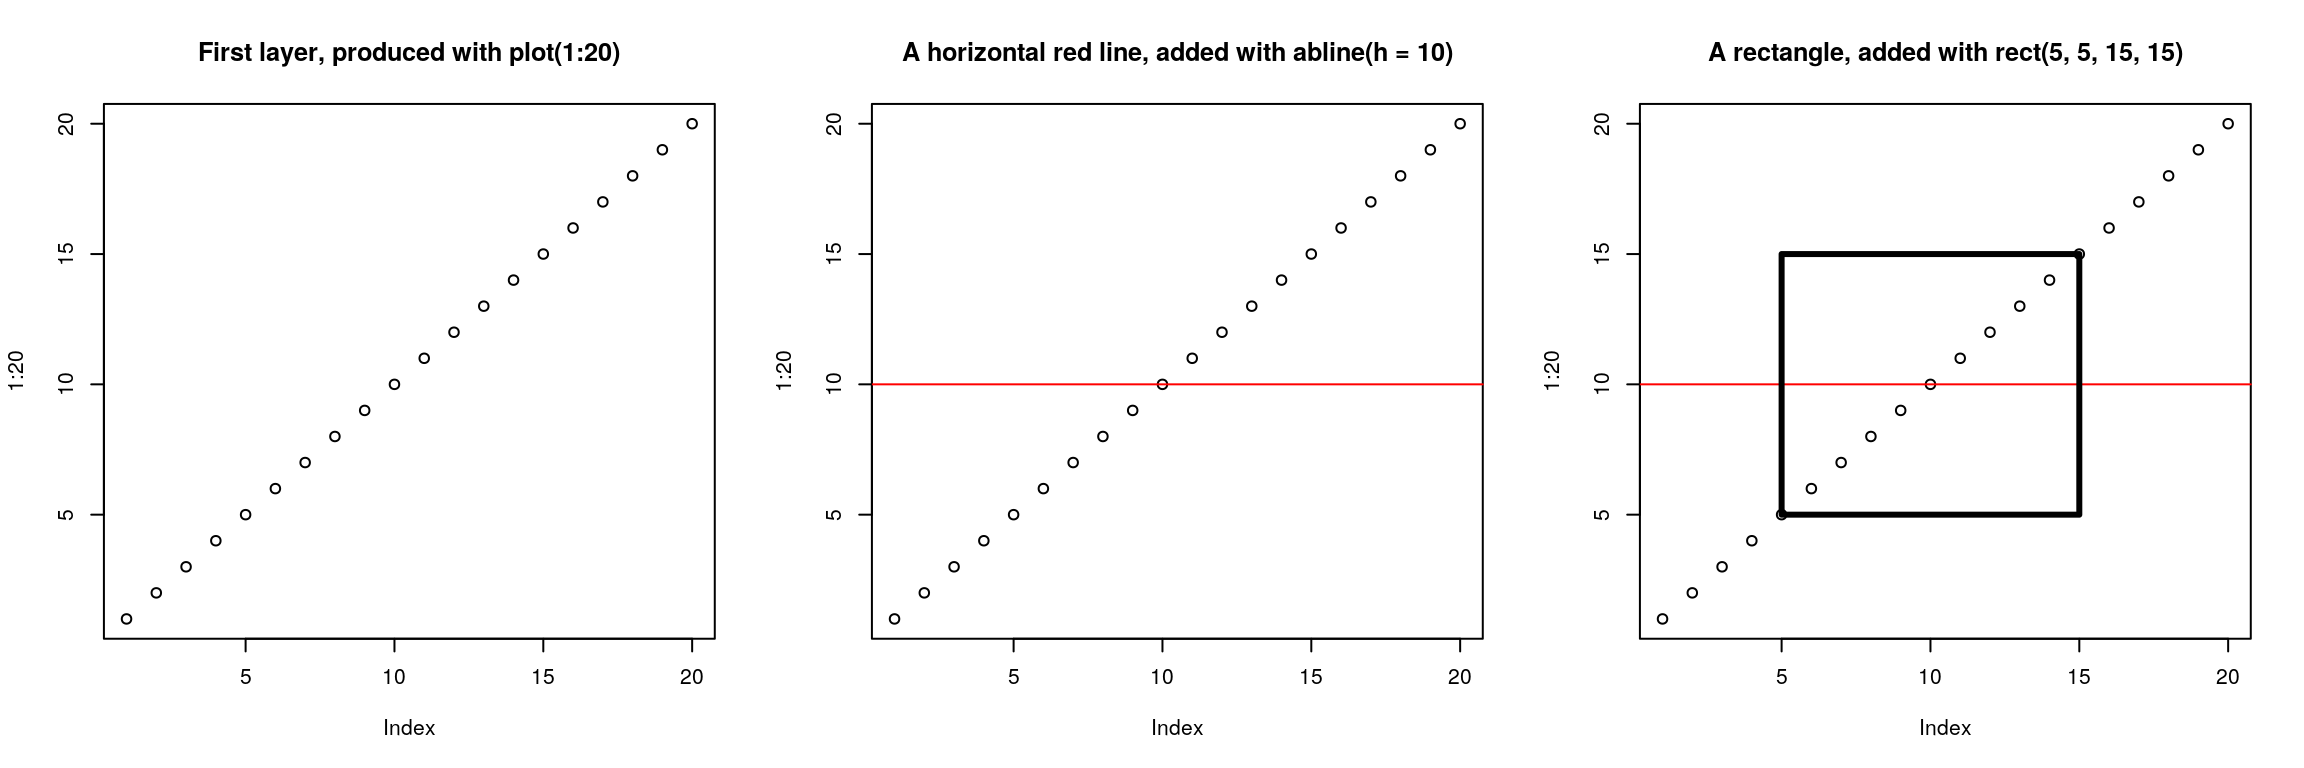 First layer, produced with plot(1:20)
1:20
20
15
10
5
5 10 15 20
Index
A horizontal red line, added with abline(h = 10)
1:20
20
15
10
5
5 10 15 20
Index
A rectangle, added with rect(5, 5, 15, 15)
1:20
20
15
10
5
5 10 15 20
Index